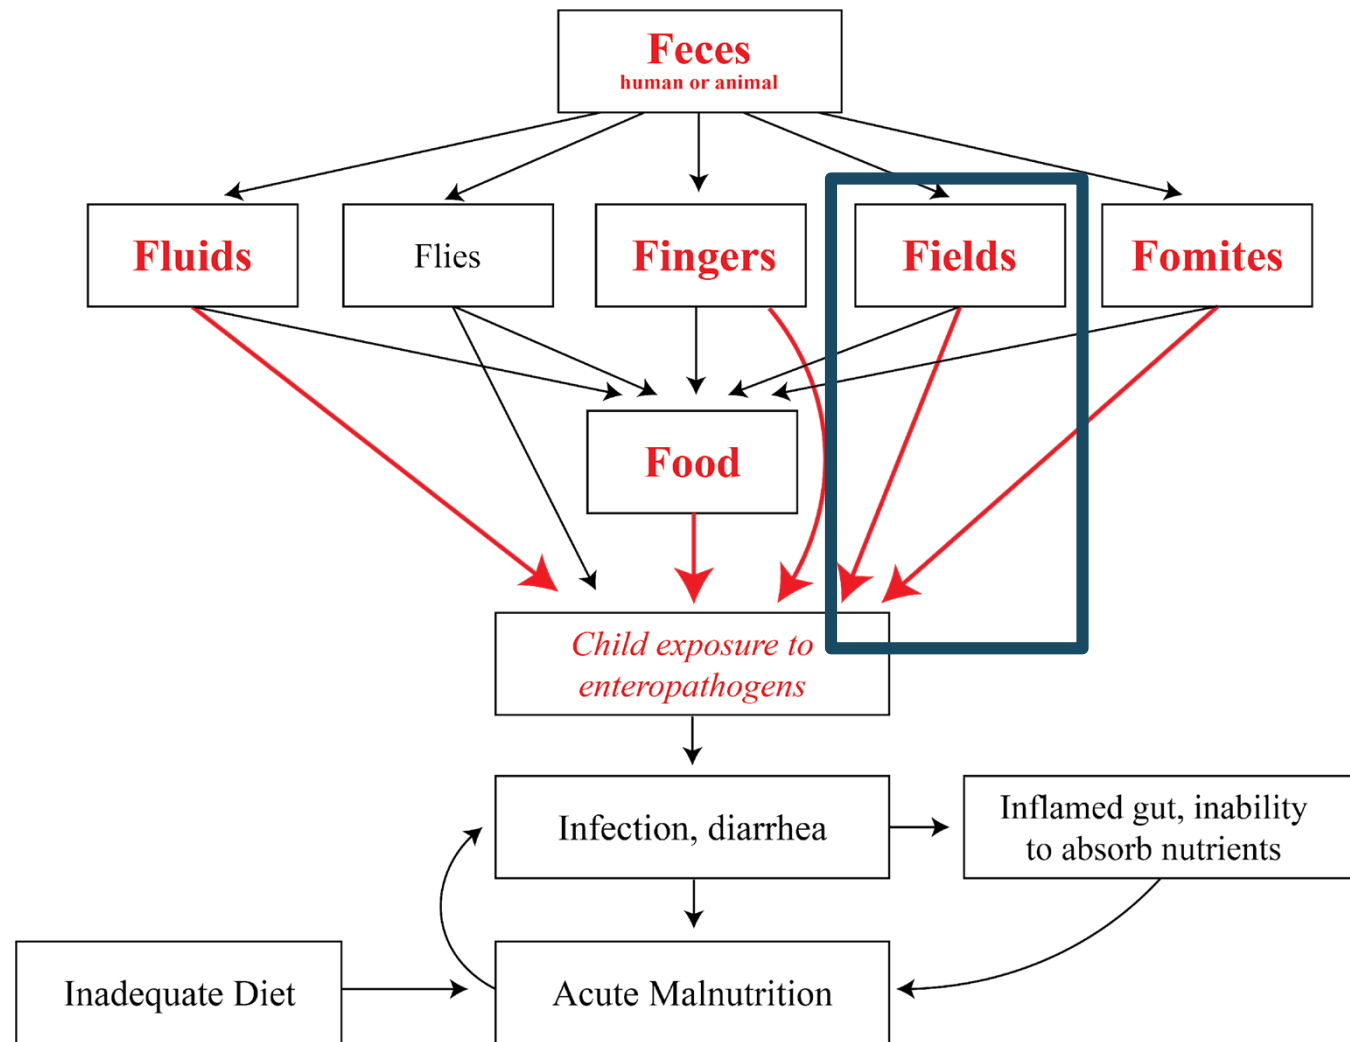 Feces
human or animal
Fluids
Flies
Fingers
Fields
Fomites
Food
Child exposure to
enteropathogens
Infection, diarrhea
Inflamed gut, inability
to absorb nutrients
Inadequate Diet
Acute Malnutrition